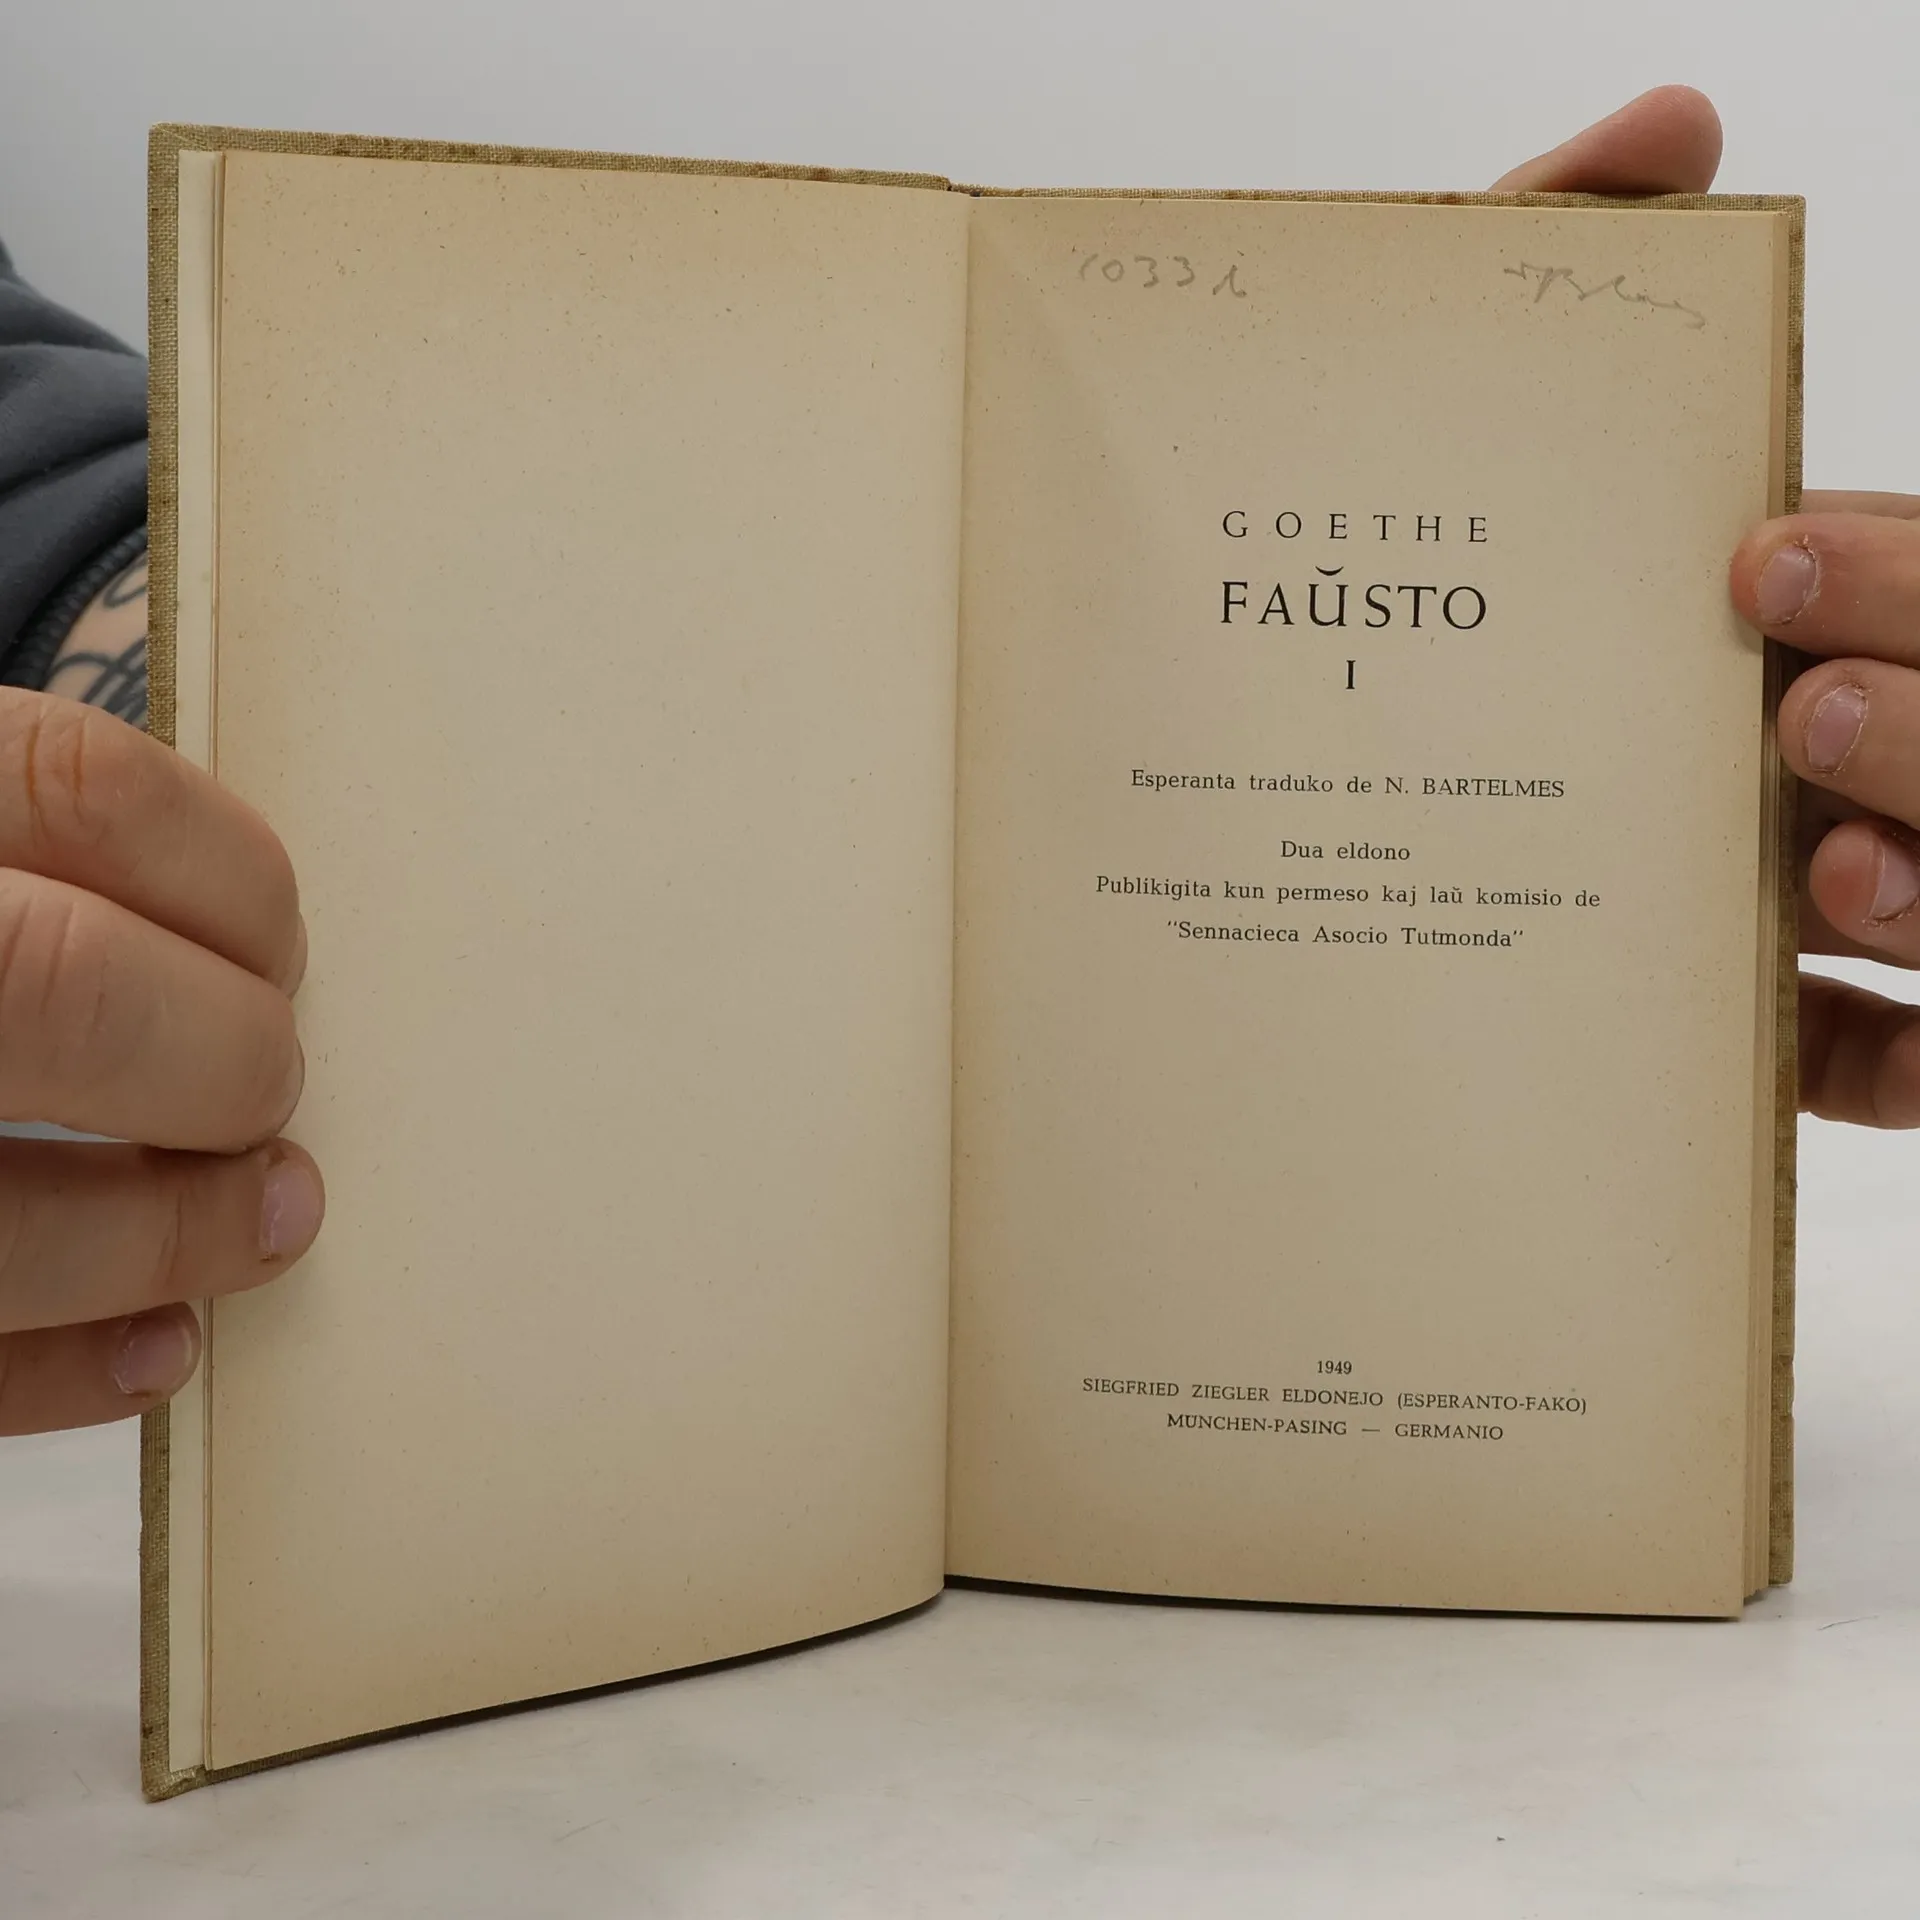 1033
GOETHE
FAŬSTO
I
Esperanta traduko de N. BARTELMES
Dua eldono
Publikigita kun permeso kaj laŭ komisio de
"Sennacieca Asocio Tutmonda"
1949
SIEGFRIED ZIEGLER ELDONEJO (ESPERANTO-FAKO)
MÜNCHEN-PASING — GERMANIO